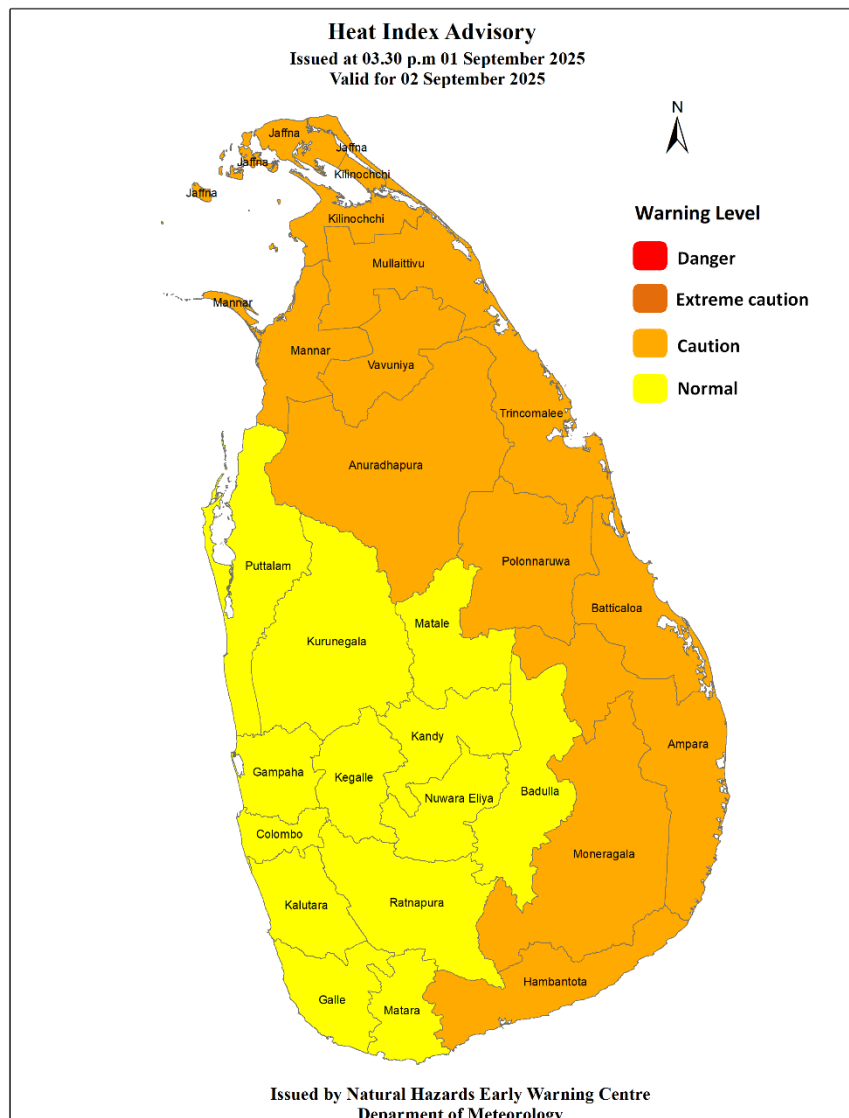 Heat Index Advisory
Issued at 03.30 p.m 01 September 2025
Valid for 02 September 2025
N
Jaffna
Jaffna
Jaffna
Kilinochchi
Jaffna
Kilinochchi
Warning Level
Mullaittivu
Danger
Extreme caution
Mannar
Mannar
Caution
Vavuniya
Normal
Trincomalee
Anuradhapura
Puttalam
Polonnaruwa
Batticaloa
Matale
Kurunegala
Kandy
Ampara
Gampaha
Kegalle
Nuwara Eliya
Badulla
Colombo
Moneragala
Kalutara
Ratnapura
Hambantota
Galle
Matara
Issued by Natural Hazards Early Warning Centre
Deparment of Meteorology